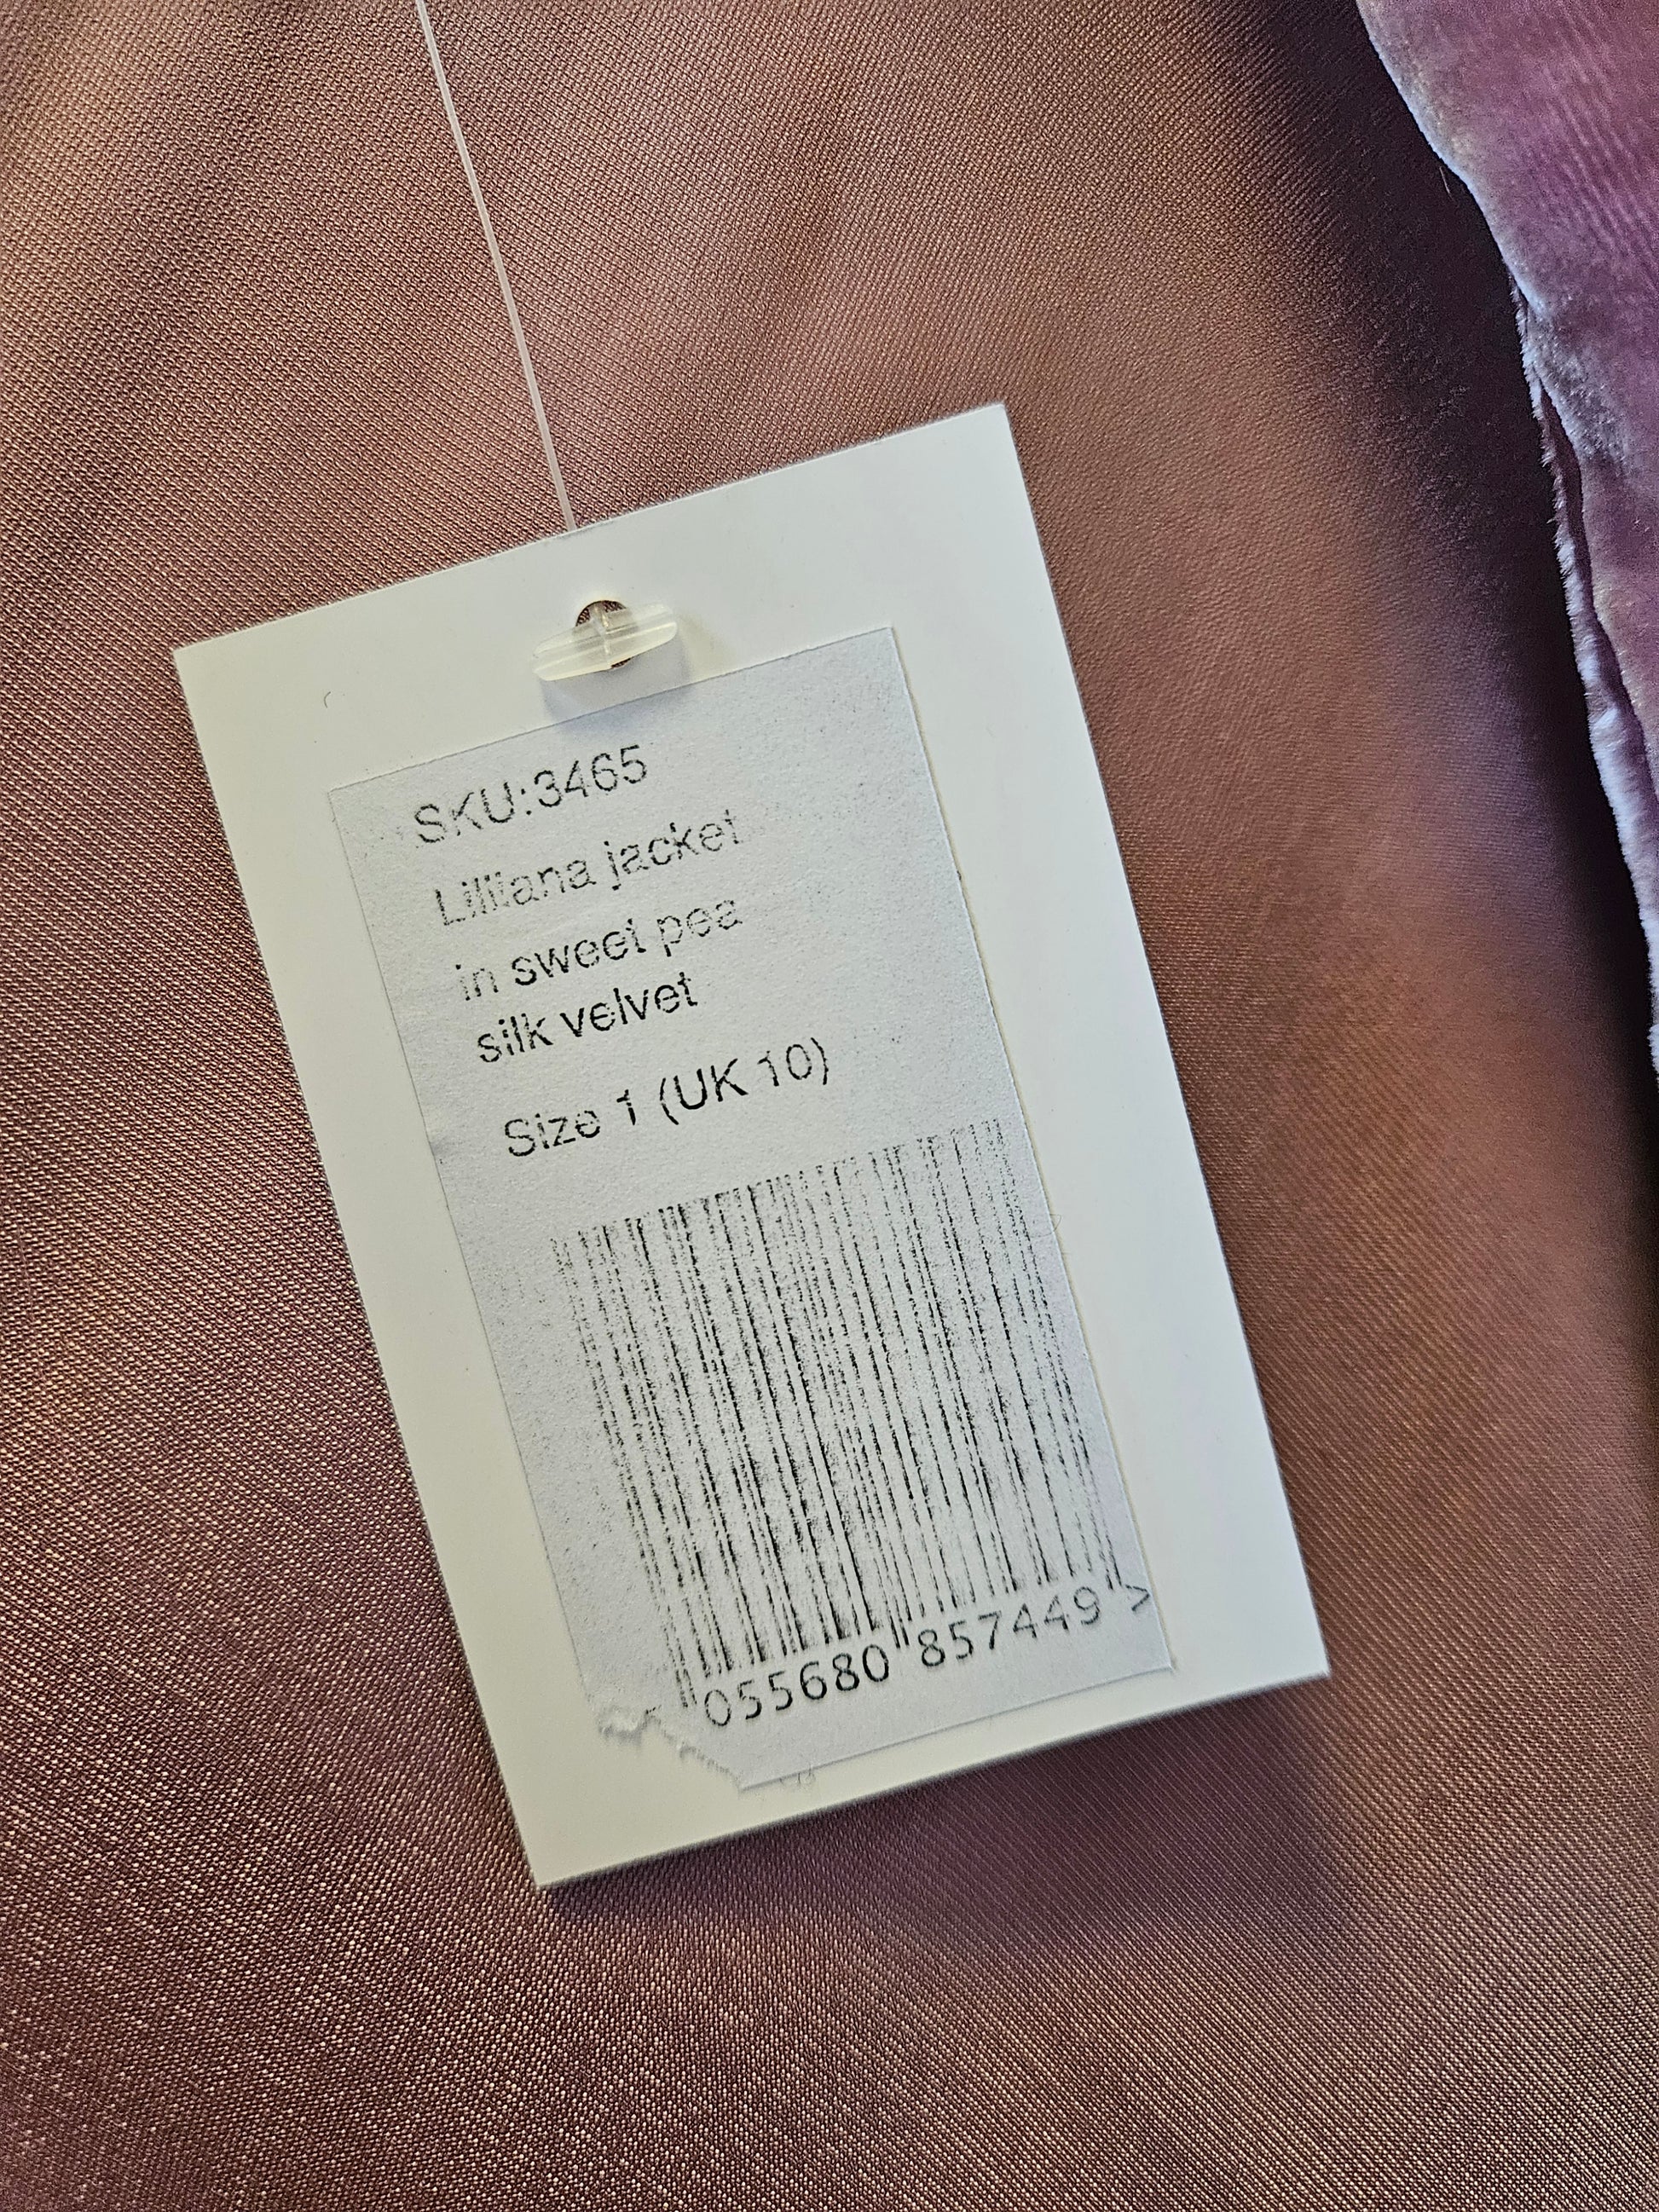 SKU:3465
Lilliana jacket
in sweet pea
silk velvet
Size 1 (UK 10)
055680 857449 >